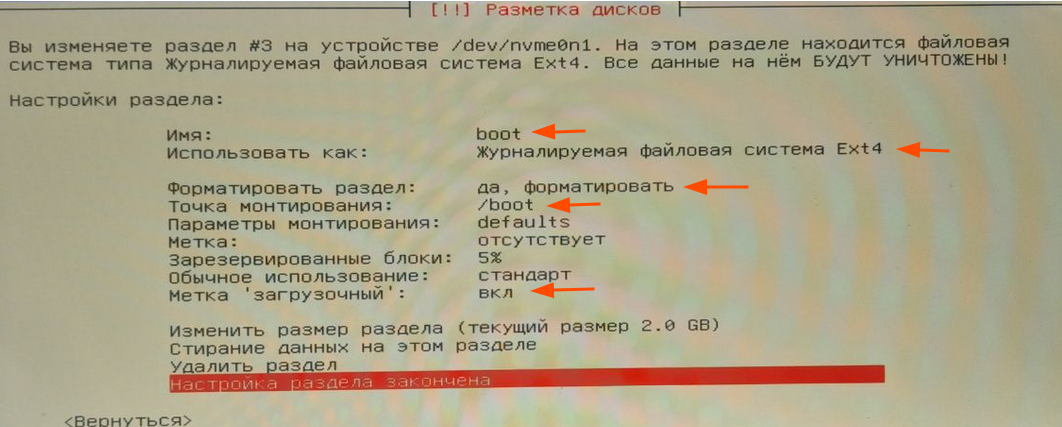 [!!] Разметка дисков
Вы изменяете раздел #3 на устройстве /dev/nvme0n1. На этом разделе находится файловая
система типа Журналируемая файловая система Ext4. Все данные на нём БУДУТ УНИЧТОЖЕНЫ!
Настройки раздела:
Имя: boot
Использовать как: Журналируемая файловая система Ext4
Форматировать раздел: да, форматировать
Точка монтирования: /boot
Параметры монтирования: defaults
Метка: отсутствует
Зарезервированные блоки: 5%
Обычное использование: стандарт
Метка 'загрузочный': вкл
Изменить размер раздела (текущий размер 2.0 GB)
Стирание данных на этом разделе
Удалить раздел
Настройка раздела закончена
<Вернуться>